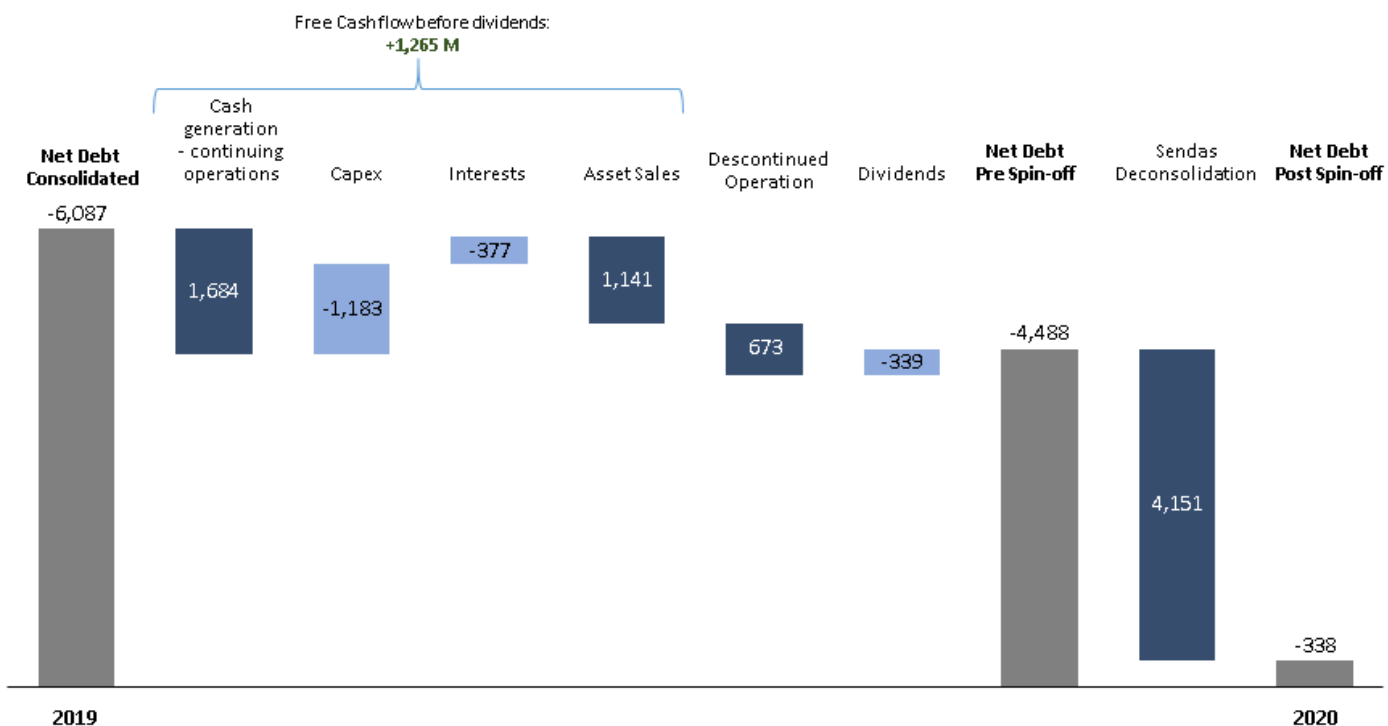 Free Cashflow before dividends:
+1,265 M
Net Debt
Consolidated
Cash
generation
- continuing
operations
Capex
Interests
Asset Sales
Descontinued
Operation
Dividends
Net Debt
Pre Spin-off
Sendas
Deconsolidation
Net Debt
Post Spin-off
-6,087
1,684
-1,183
-377
1,141
673
-339
-4,488
4,151
-338
2019
2020